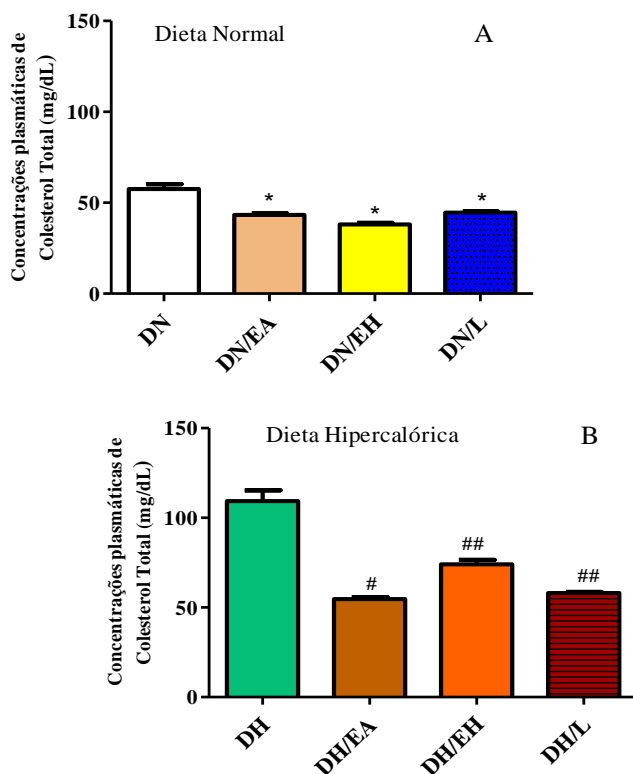 Concentrações plasmáticas de
Colesterol Total (mg/dL)
Dieta Normal
A
150
100
50
0
*
*
*
DN
DN/EA
DN/EH
DN/L
Concentrações plasmáticas de
Colesterol Total (mg/dL)
Dieta Hipercalórica
B
150
100
50
0
#
##
##
DH
DH/EA
DH/EH
DH/L